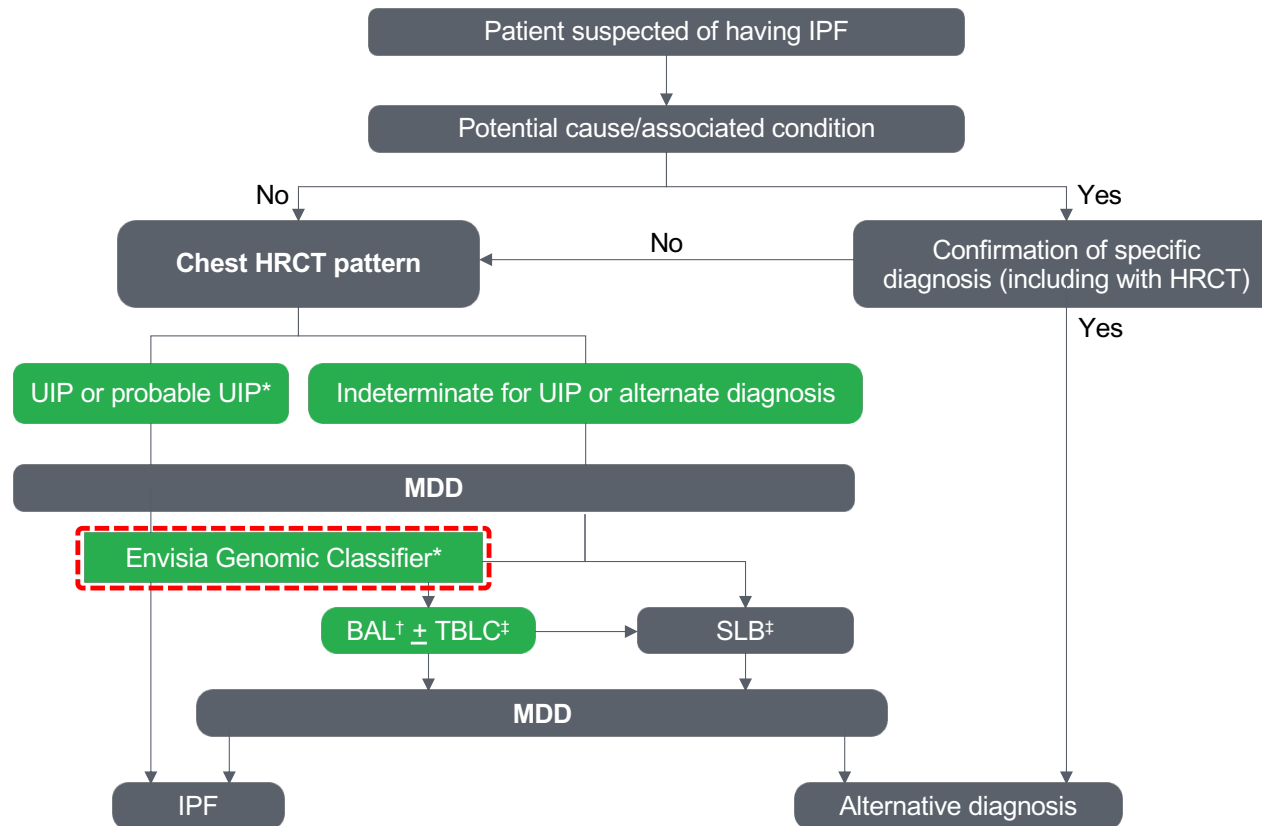 Patient suspected of having IPF
Potential cause/associated condition
No
Yes
Chest HRCT pattern
No
Confirmation of specific
diagnosis (including with HRCT)
Yes
UIP or probable UIP*
Indeterminate for UIP or alternate diagnosis
MDD
Envisia Genomic Classifier*
BAL† ± TBLC‡
SLB‡
MDD
IPF
Alternative diagnosis